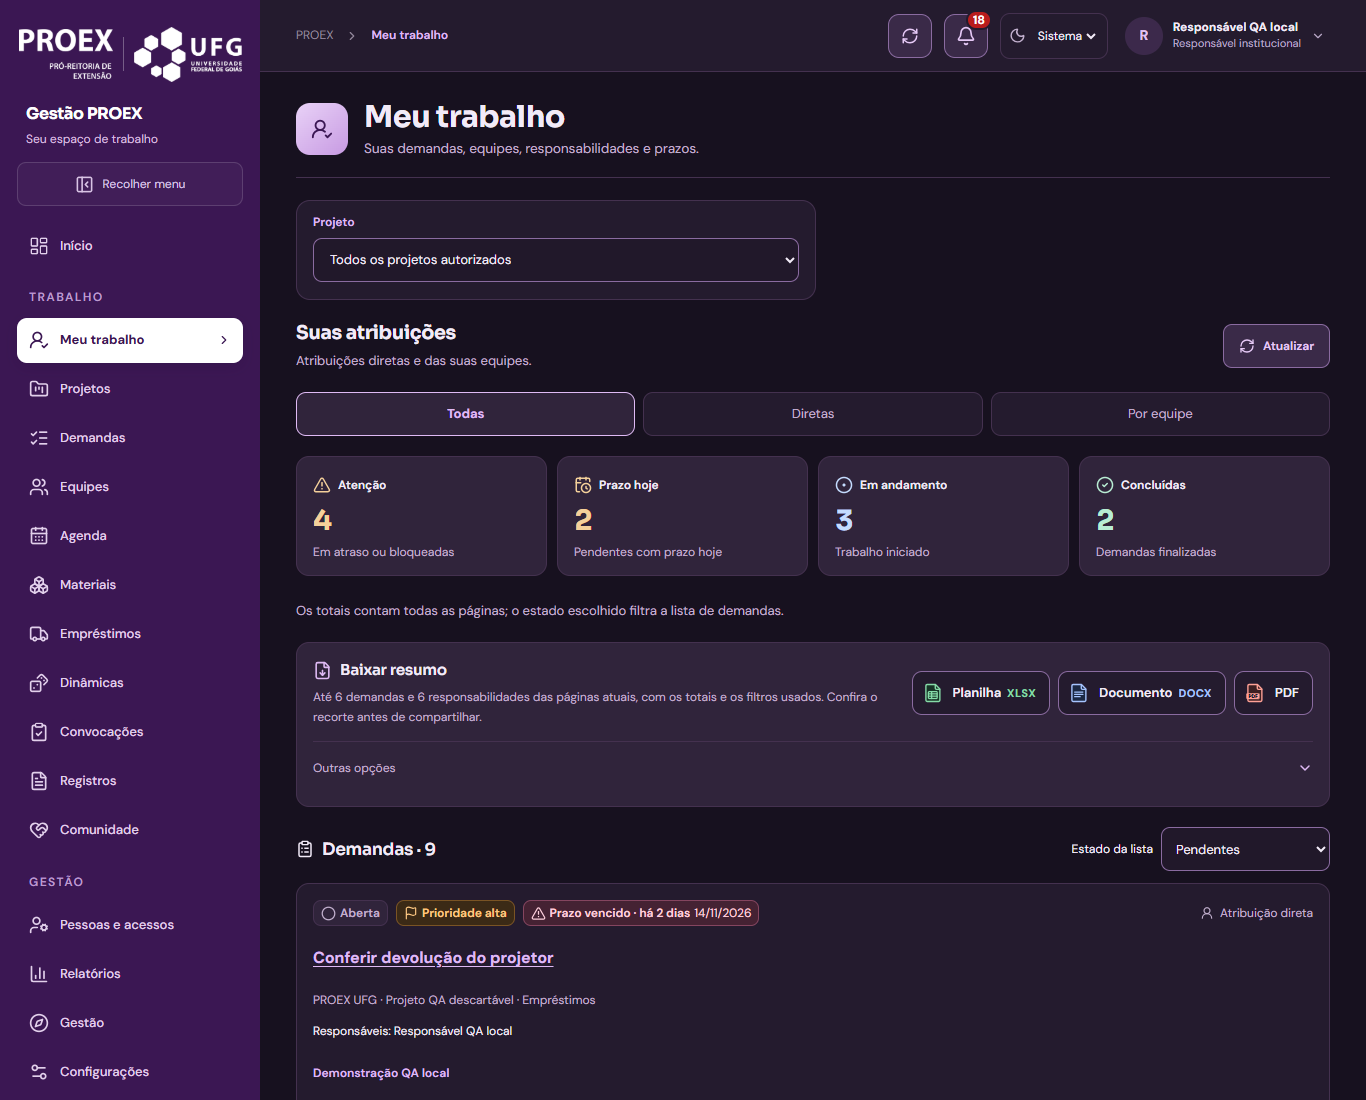 PROEX
PRÓ-REITORIA DE
EXTENSÃO
UFG
UNIVERSIDADE
FEDERAL DE GOIÁS
Gestão PROEX
Seu espaço de trabalho
Recolher menu
Início
TRABALHO
Meu trabalho
Projetos
Demandas
Equipes
Agenda
Materiais
Empréstimos
Dinâmicas
Convocações
Registros
Comunidade
GESTÃO
Pessoas e acessos
Relatórios
Gestão
Configurações
PROEX
Meu trabalho
18
Sistema
R
Responsável QA local
Responsável institucional
Meu trabalho
Suas demandas, equipes, responsabilidades e prazos.
Projeto
Todos os projetos autorizados
Suas atribuições
Atribuições diretas e das suas equipes.
Atualizar
Todas
Diretas
Por equipe
Atenção
4
Em atraso ou bloqueadas
Prazo hoje
2
Pendentes com prazo hoje
Em andamento
3
Trabalho iniciado
Concluídas
2
Demandas finalizadas
Os totais contam todas as páginas; o estado escolhido filtra a lista de demandas.
Baixar resumo
Até 6 demandas e 6 responsabilidades das páginas atuais, com os totais e os filtros usados. Confira o
recorte antes de compartilhar.
Planilha XLSX
Documento DOCX
PDF
PDF
Outras opções
Demandas · 9
Estado da lista
Pendentes
Aberta
Prioridade alta
Prazo vencido · há 2 dias 14/11/2026
Atribuição direta
Conferir devolução do projetor
PROEX UFG · Projeto QA descartável · Empréstimos
Responsáveis: Responsável QA local
Demonstração QA local